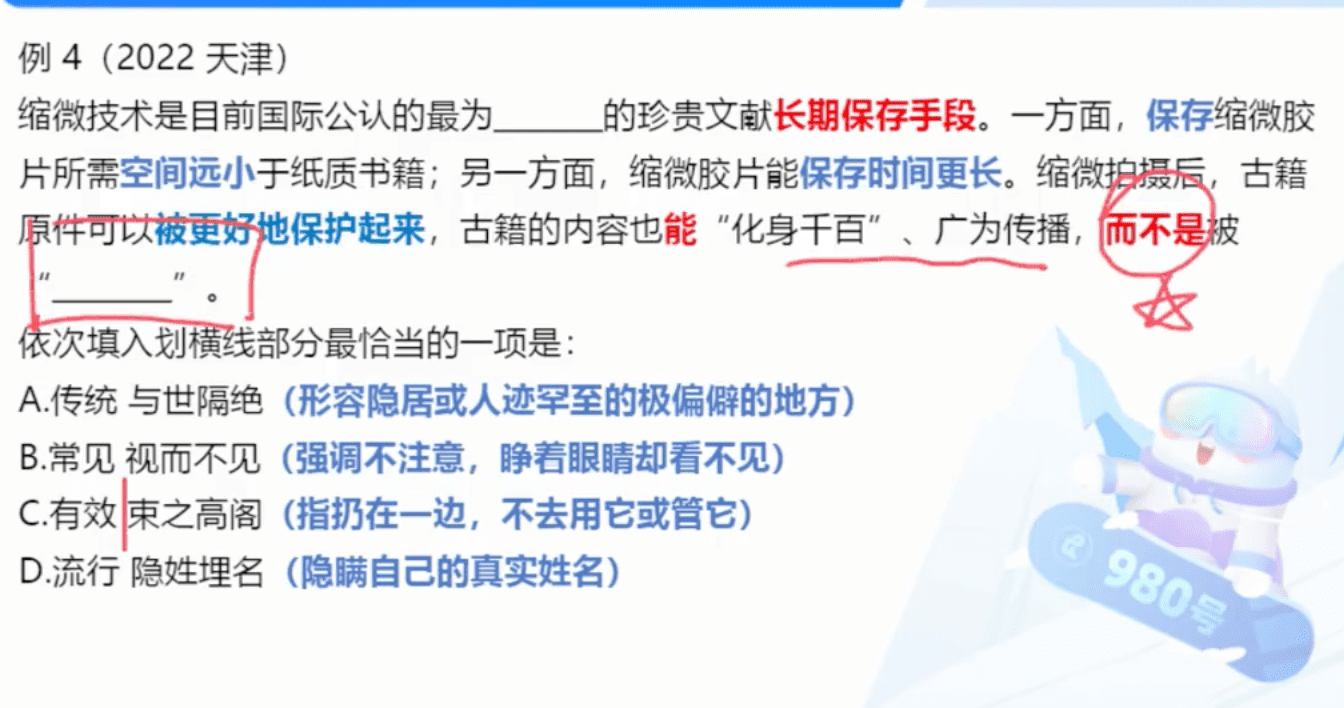 例 4（2022 天津）
缩微技术是目前国际公认的最为_______的珍贵文献长期保存手段。一方面，保存缩微胶
片所需空间远小于纸质书籍；另一方面，缩微胶片能保存时间更长。缩微拍摄后，古籍
原件可以被更好地保护起来，古籍的内容也能“化身千百”、广为传播，而不是被
“________”。
依次填入划横线部分最恰当的一项是：
A.传统 与世隔绝（形容隐居或人迹罕至的极偏僻的地方）
B.常见 视而不见（强调不注意，睁着眼睛却看不见）
C.有效 束之高阁（指扔在一边，不去用它或管它）
D.流行 隐姓埋名（隐瞒自己的真实姓名）
980号